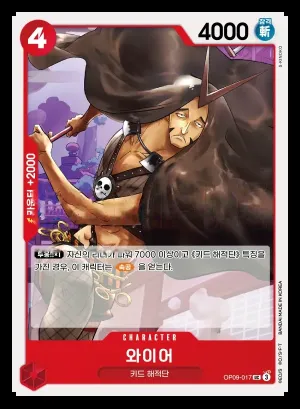 4
4000
참격
斬
카운터 +2000
두웅!!×1 자신의 리더가 파워 7000 이상이고 《키드 해적단》 특징을
가진 경우, 이 캐릭터는 속공 을 얻는다.
CHARACTER
와이어
키드 해적단
OP09-017 UC 3
BANDAI MADE IN KOREA